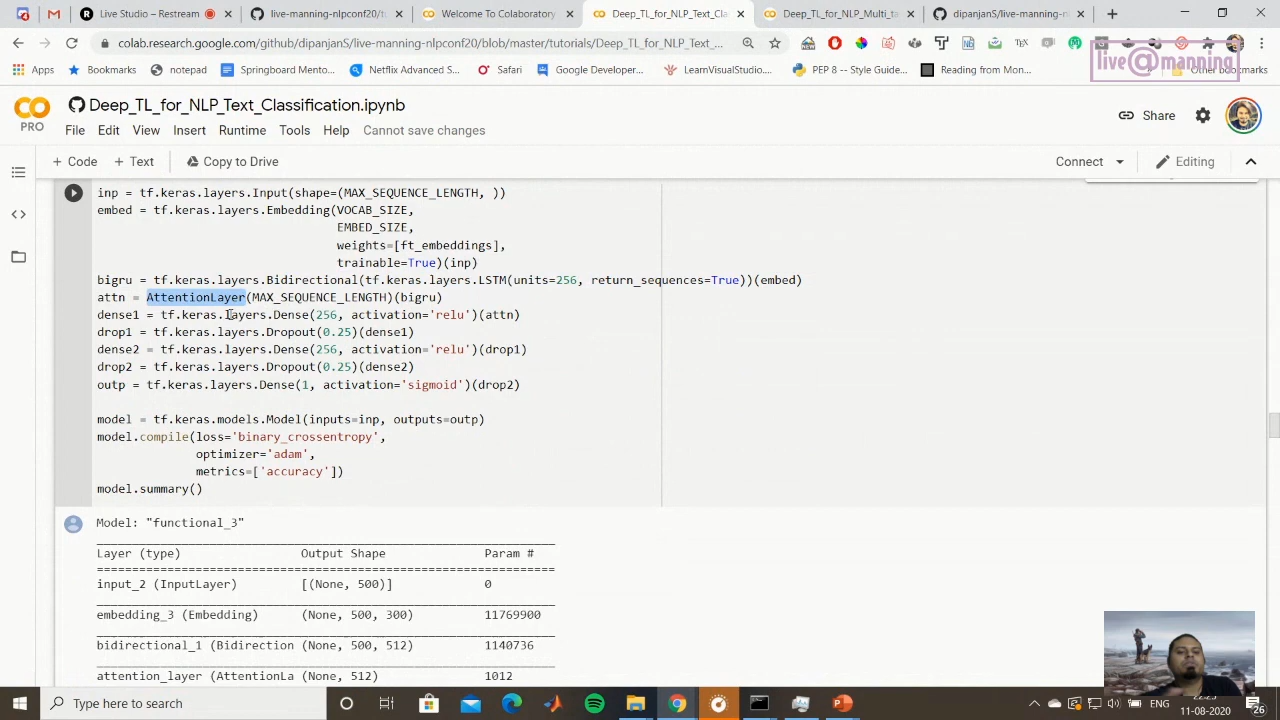 Live Studio
live-manning-nlpconf20/tu
Welcome To Colaboratory
Deep_TL_for_NLP_Text_Cla
Deep_TL_for_NLP_Multi_ta
dipanjanS/live-manning-nl
colab.research.google.com/github/dipanjanS/live-manning-nlpconf20/blob/master/tutorials/Deep_TL_for_NLP_Text_...
Apps
Bookmarks
notepad
Springboard Mento...
Netflix Advanced...
Safari
Google Developer...
LearnVisualStudio...
PEP 8 -- Style Guide...
Reading from Mon...
Other bookmarks
live@manning
Deep_TL_for_NLP_Text_Classification.ipynb
PRO
File Edit View Insert Runtime Tools Help Cannot save changes
Share
+ Code + Text Copy to Drive
Connect
Editing
inp = tf.keras.layers.Input(shape=(MAX_SEQUENCE_LENGTH, ))
embed = tf.keras.layers.Embedding(VOCAB_SIZE,
EMBED_SIZE,
weights=[ft_embeddings],
trainable=True)(inp)
bigru = tf.keras.layers.Bidirectional(tf.keras.layers.LSTM(units=256, return_sequences=True))(embed)
attn = AttentionLayer(MAX_SEQUENCE_LENGTH)(bigru)
dense1 = tf.keras.layers.Dense(256, activation='relu')(attn)
drop1 = tf.keras.layers.Dropout(0.25)(dense1)
dense2 = tf.keras.layers.Dense(256, activation='relu')(drop1)
drop2 = tf.keras.layers.Dropout(0.25)(dense2)
outp = tf.keras.layers.Dense(1, activation='sigmoid')(drop2)
model = tf.keras.models.Model(inputs=inp, outputs=outp)
model.compile(loss='binary_crossentropy',
optimizer='adam',
metrics=['accuracy'])
model.summary()
Model: "functional_3"
Layer (type) Output Shape Param #
input_2 (InputLayer) [(None, 500)] 0
embedding_3 (Embedding) (None, 500, 300) 11769900
bidirectional_1 (Bidirection (None, 500, 512) 1140736
attention_layer (AttentionLa (None, 512) 1012
Type here to search
ENG
11-08-2020
26